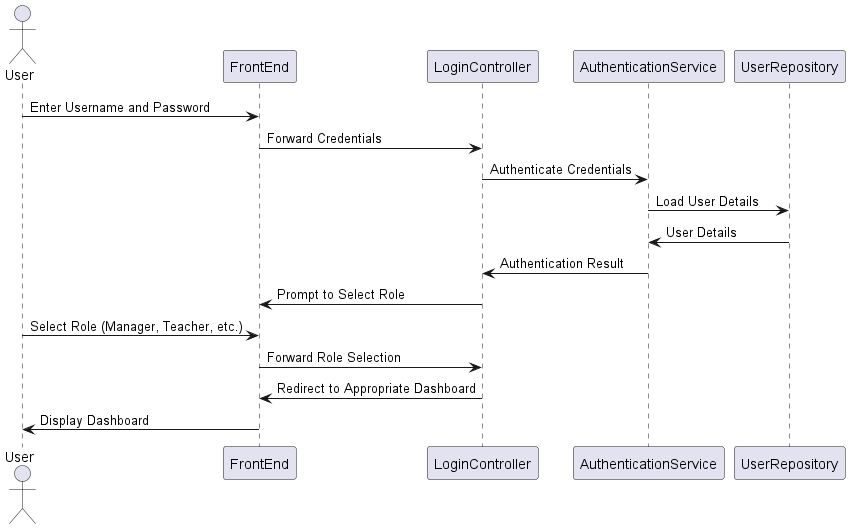 User
FrontEnd
LoginController
AuthenticationService
UserRepository
Enter Username and Password
Forward Credentials
Authenticate Credentials
Load User Details
User Details
Authentication Result
Prompt to Select Role
Select Role (Manager, Teacher, etc.)
Forward Role Selection
Redirect to Appropriate Dashboard
Display Dashboard
User
FrontEnd
LoginController
AuthenticationService
UserRepository